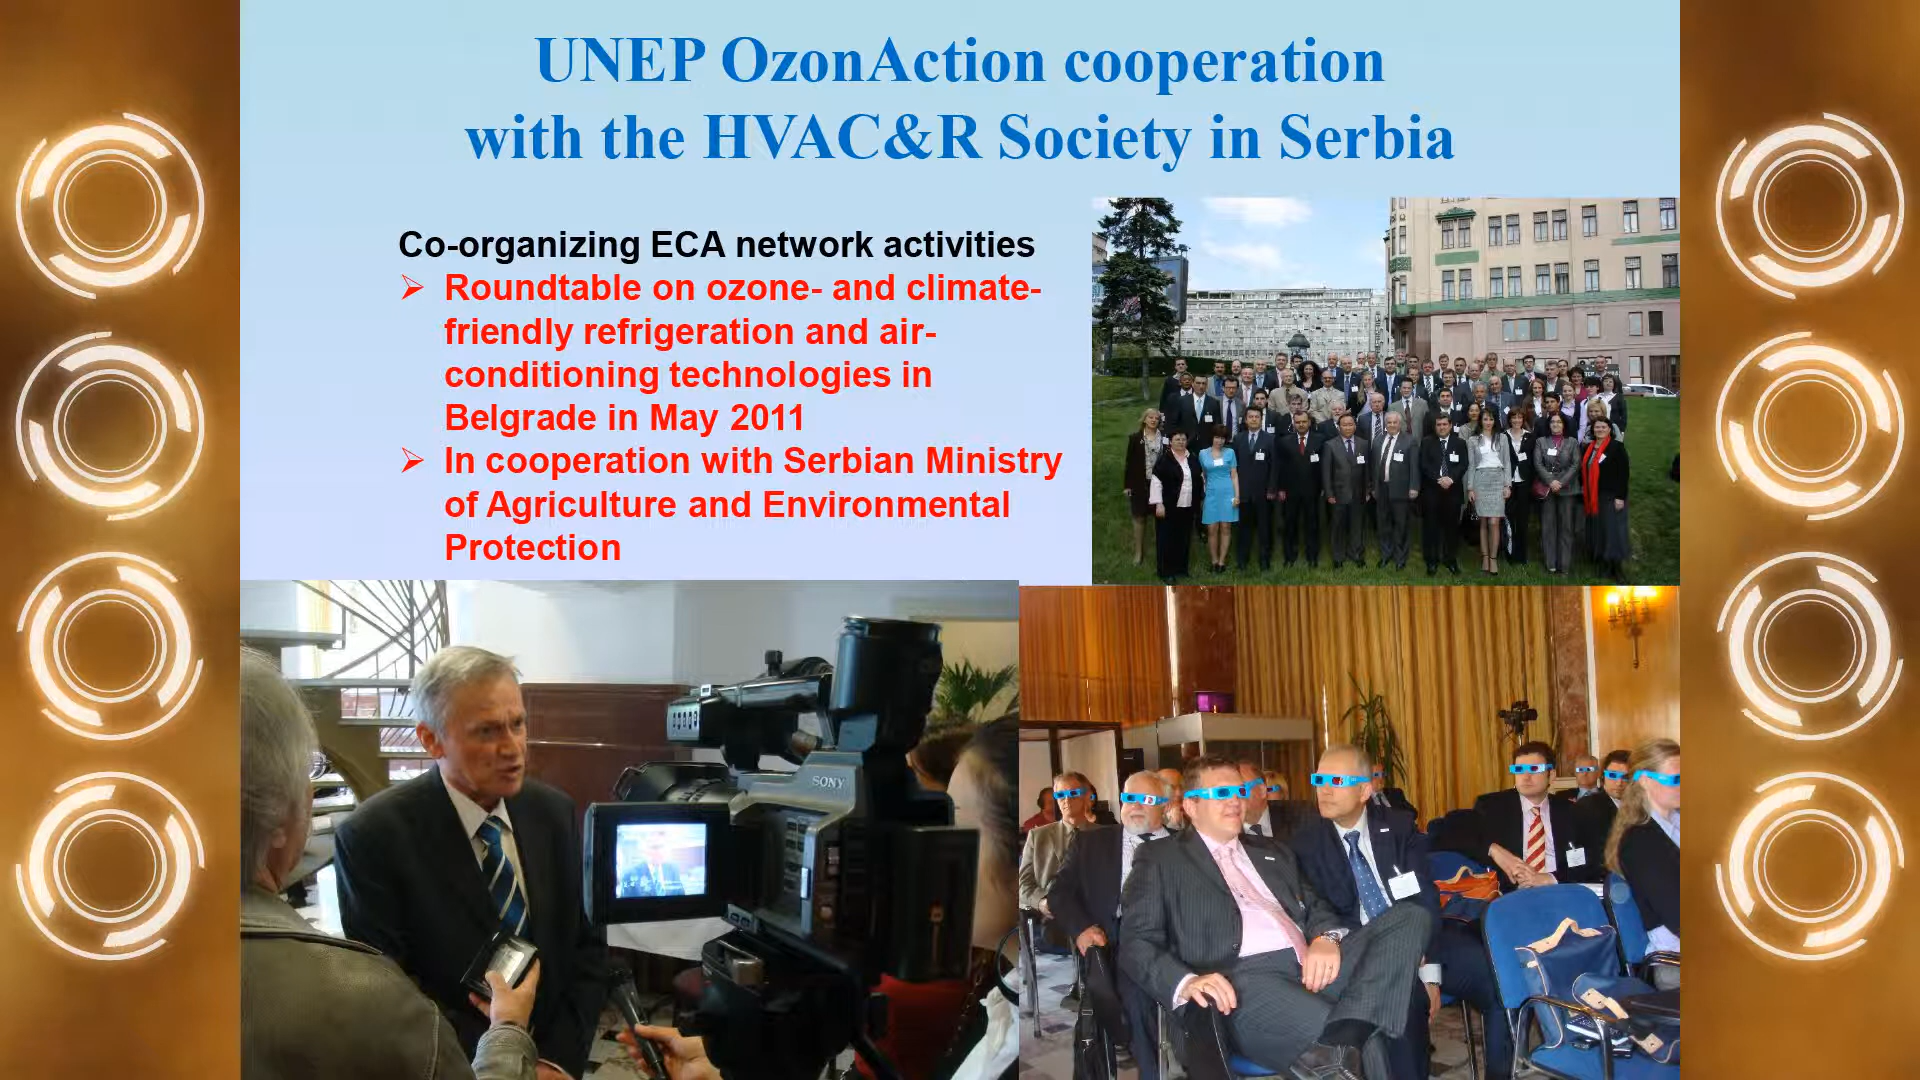 UNEP OzonAction cooperation
with the HVAC&R Society in Serbia
Co-organizing ECA network activities
Roundtable on ozone- and climate-
friendly refrigeration and air-
conditioning technologies in
Belgrade in May 2011
In cooperation with Serbian Ministry
of Agriculture and Environmental
Protection
SONY